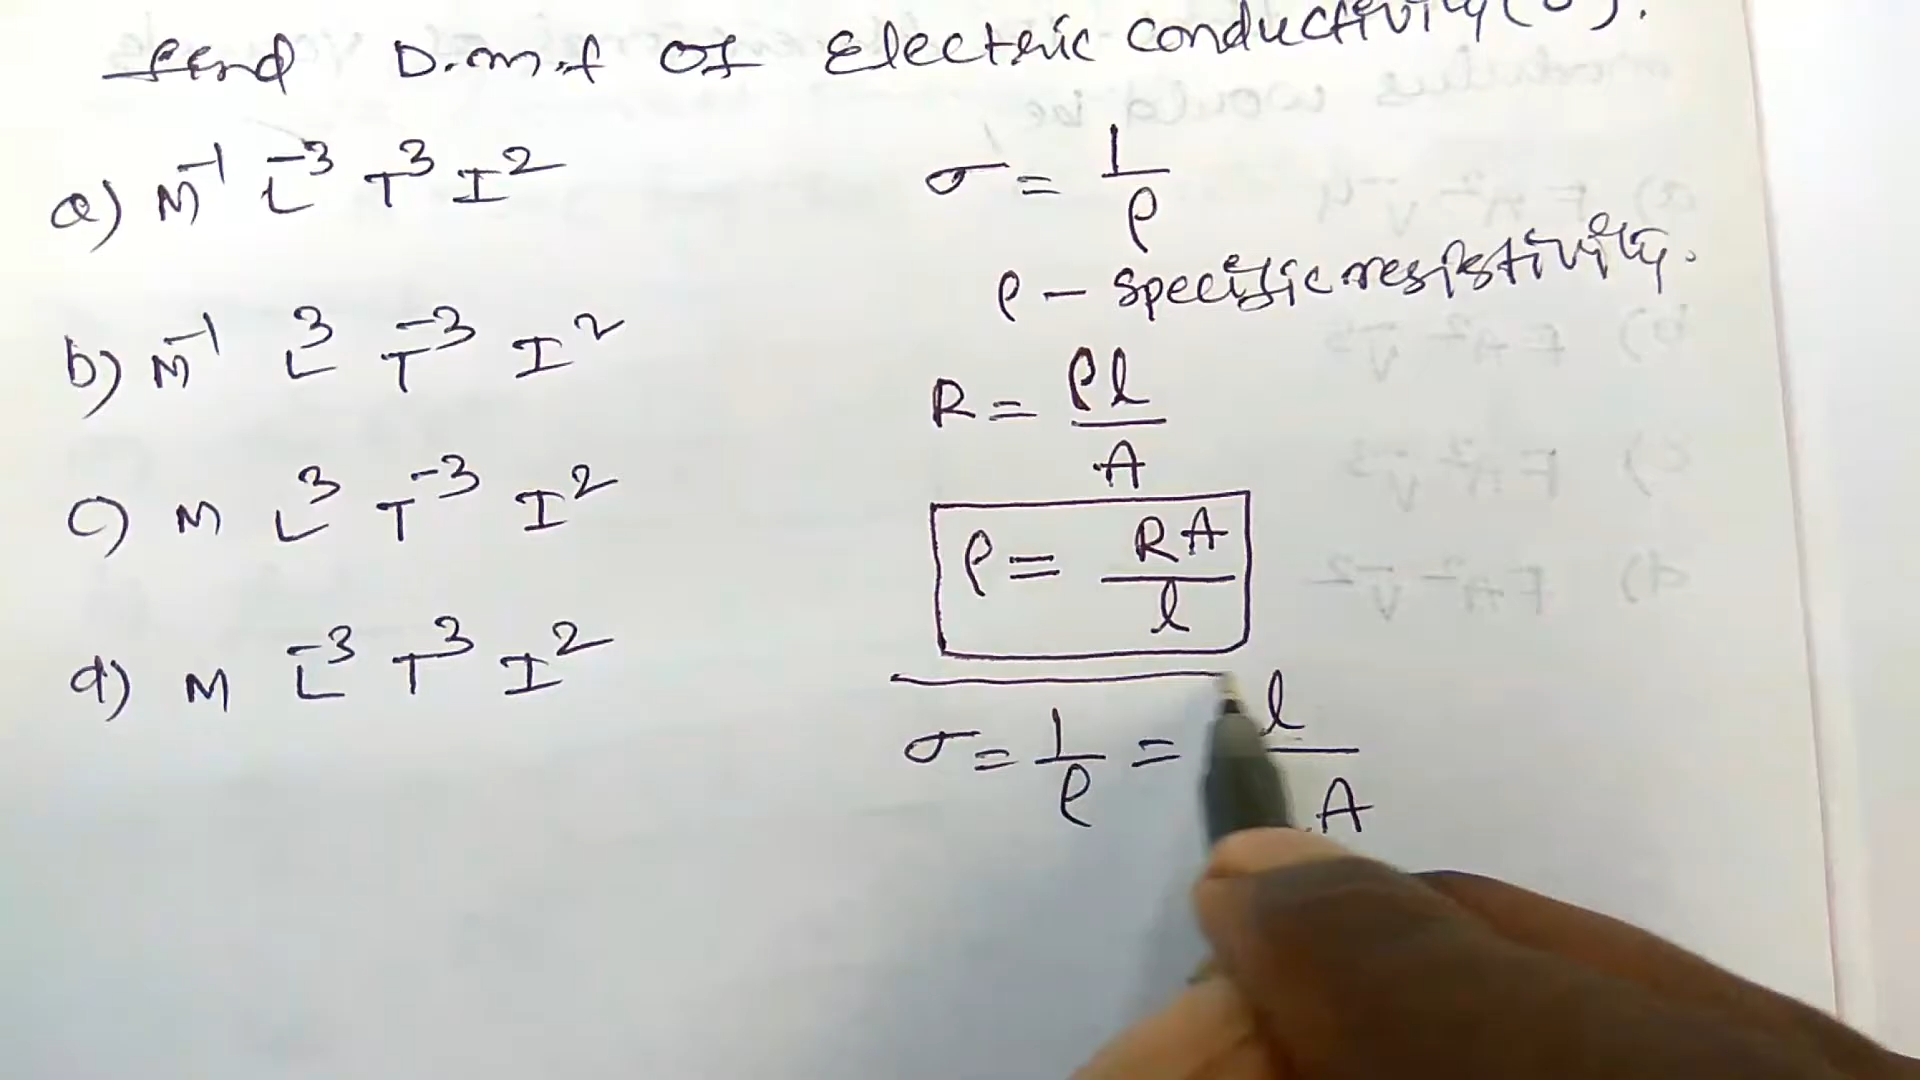 Find D.m.f of Electric conductivity (σ).
a) M⁻¹ L⁻³ T³ I²
b) M⁻¹ L³ T⁻³ I²
c) M L³ T⁻³ I²
d) M L⁻³ T³ I²
σ = 1/ρ
ρ - specific resistivity.
R = ρl/A
ρ = RA/l
σ = 1/ρ = l/ A